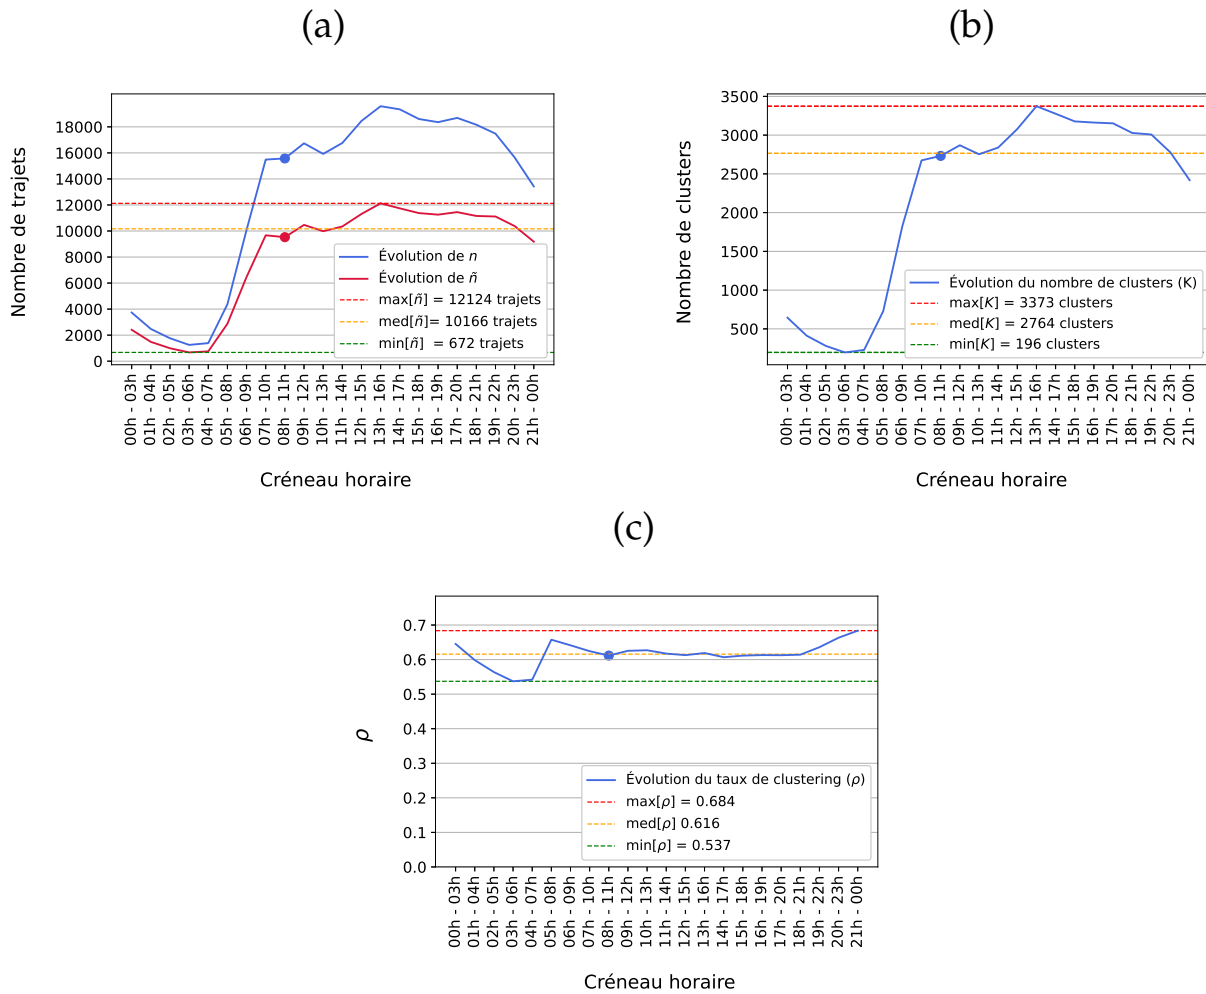 (a)
Nombre de trajets
18000
16000
14000
12000
10000
8000
6000
4000
2000
0
Évolution de n
Évolution de ñ
max[ñ] = 12124 trajets
med[ñ]= 10166 trajets
min[ñ] = 672 trajets
00h - 03h
01h - 04h
02h - 05h
03h - 06h
04h - 07h
05h - 08h
06h - 09h
07h - 10h
08h - 11h
09h - 12h
10h - 13h
11h - 14h
12h - 15h
13h - 16h
14h - 17h
15h - 18h
16h - 19h
17h - 20h
18h - 21h
19h - 22h
20h - 23h
21h - 00h
Créneau horaire
(b)
Nombre de clusters
3500
3000
2500
2000
1500
1000
500
Évolution du nombre de clusters (K)
max[K] = 3373 clusters
med[K] = 2764 clusters
min[K] = 196 clusters
00h - 03h
01h - 04h
02h - 05h
03h - 06h
04h - 07h
05h - 08h
06h - 09h
07h - 10h
08h - 11h
09h - 12h
10h - 13h
11h - 14h
12h - 15h
13h - 16h
14h - 17h
15h - 18h
16h - 19h
17h - 20h
18h - 21h
19h - 22h
20h - 23h
21h - 00h
Créneau horaire
(c)
ρ
0.7
0.6
0.5
0.4
0.3
0.2
0.1
0.0
Évolution du taux de clustering (ρ)
max[ρ] = 0.684
med[ρ] 0.616
min[ρ] = 0.537
00h - 03h
01h - 04h
02h - 05h
03h - 06h
04h - 07h
05h - 08h
06h - 09h
07h - 10h
08h - 11h
09h - 12h
10h - 13h
11h - 14h
12h - 15h
13h - 16h
14h - 17h
15h - 18h
16h - 19h
17h - 20h
18h - 21h
19h - 22h
20h - 23h
21h - 00h
Créneau horaire